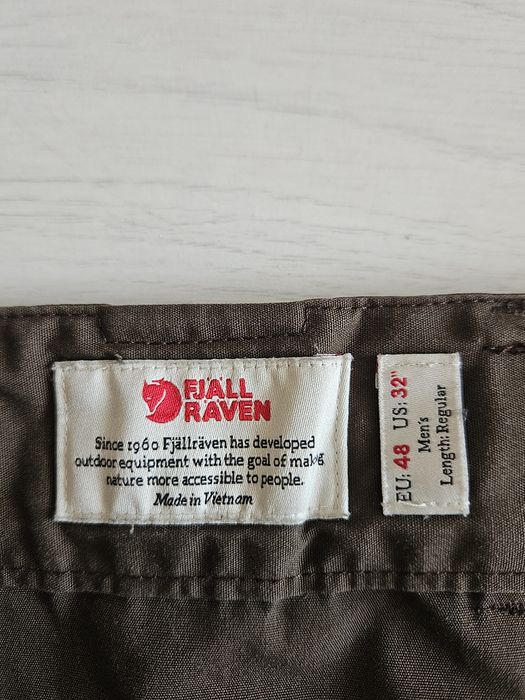 FJÄLL
RÄVEN
Since 1960 Fjällräven has developed
outdoor equipment with the goal of making
nature more accessible to people.
Made in Vietnam
EU: 48 US: 32"
Men's
Length: Regular